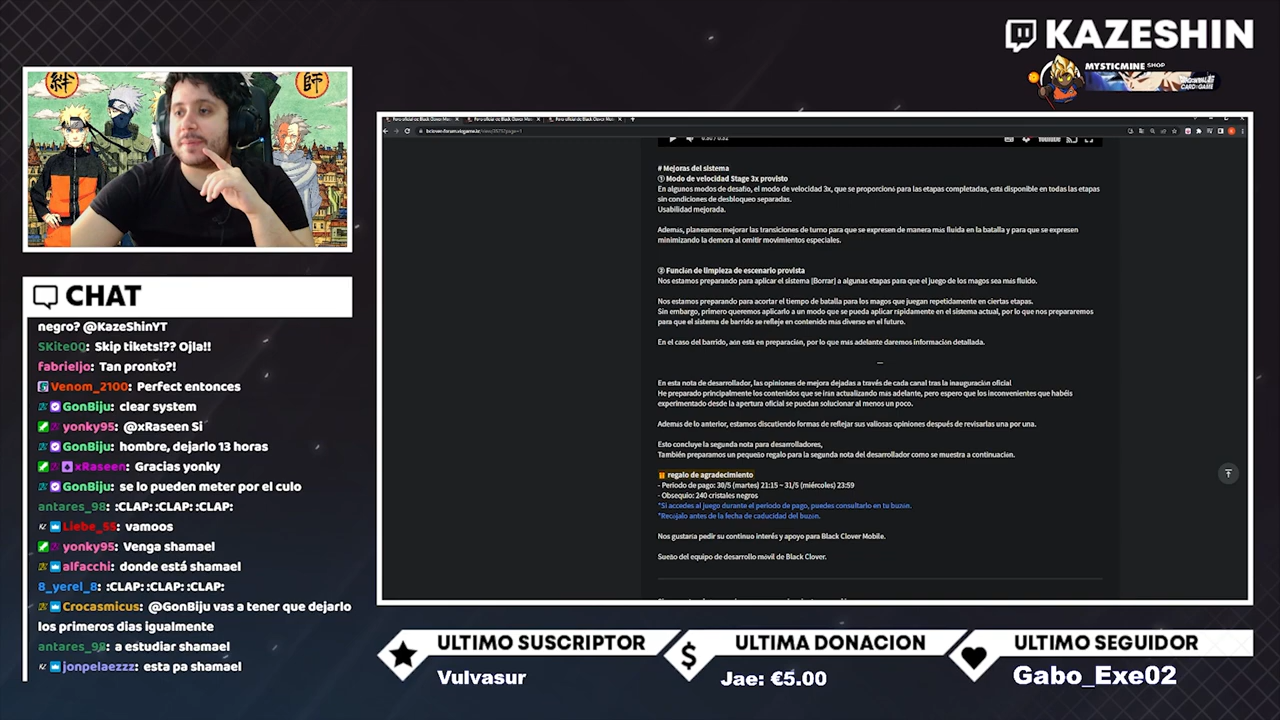 KAZESHIN
MYSTICMINE SHOP
CARD GAME
絆
師
CHAT
negro? @KazeShinYT
SKite00: Skip tikets!?? Ojla!!
fabrieljo: Tan pronto?!
Venom_2100: Perfect entonces
GonBiju: clear system
yonky95: @xRaseen Si
GonBiju: hombre, dejarlo 13 horas
xRaseen: Gracias yonky
GonBiju: se lo pueden meter por el culo
antares_98: :CLAP: :CLAP: :CLAP:
Liebe_55: vamoos
yonky95: Venga shamael
alfacchi: donde está shamael
8_yerel_8: :CLAP: :CLAP: :CLAP:
Crocasmicus: @GonBiju vas a tener que dejarlo
los primeros dias igualmente
antares_98: a estudiar shamael
jonpelaezzz: esta pa shamael
# Mejoras del sistema
① Modo de velocidad Stage 3x provisto
En algunos modos de desafío, el modo de velocidad 3x, que se proporcionó para las etapas completadas, está disponible en todas las etapas
sin condiciones de desbloqueo separadas.
Usabilidad mejorada.
Además, planeamos mejorar las transiciones de turno para que se expresen de manera más fluida en la batalla y para que se expresen
minimizando la demora al omitir movimientos especiales.
② Función de limpieza de escenario provista
Nos estamos preparando para aplicar el sistema [Borrar] a algunas etapas para que el juego de los magos sea más fluido.
Nos estamos preparando para acortar el tiempo de batalla para los magos que juegan repetidamente en ciertas etapas.
Sin embargo, primero queremos aplicarlo a un modo que se pueda aplicar rápidamente en el sistema actual, por lo que nos prepararemos
para que el sistema de barrido se refleje en contenido más diverso en el futuro.
En el caso del barrido, aún está en preparación, por lo que más adelante daremos información detallada.
—
En esta nota de desarrollador, las opiniones de mejora dejadas a través de cada canal tras la inauguración oficial
He preparado principalmente los contenidos que se irán actualizando más adelante, pero espero que los inconvenientes que habéis
experimentado desde la apertura oficial se puedan solucionar al menos un poco.
Además de lo anterior, estamos discutiendo formas de reflejar sus valiosas opiniones después de revisarlas una por una.
Esto concluye la segunda nota para desarrolladores,
También preparamos un pequeño regalo para la segunda nota del desarrollador como se muestra a continuación.
regalo de agradecimiento
- Periodo de pago: 30/5 (martes) 21:15 ~ 31/5 (miércoles) 23:59
- Obsequio: 240 cristales negros
*Si accedes al juego durante el período de pago, puedes consultarlo en tu buzón.
*Recójalo antes de la fecha de caducidad del buzón.
Nos gustaría pedir su continuo interés y apoyo para Black Clover Mobile.
Sueño del equipo de desarrollo móvil de Black Clover.
ULTIMO SUSCRIPTOR
Vulvasur
ULTIMA DONACION
Jae: €5.00
ULTIMO SEGUIDOR
Gabo_Exe02